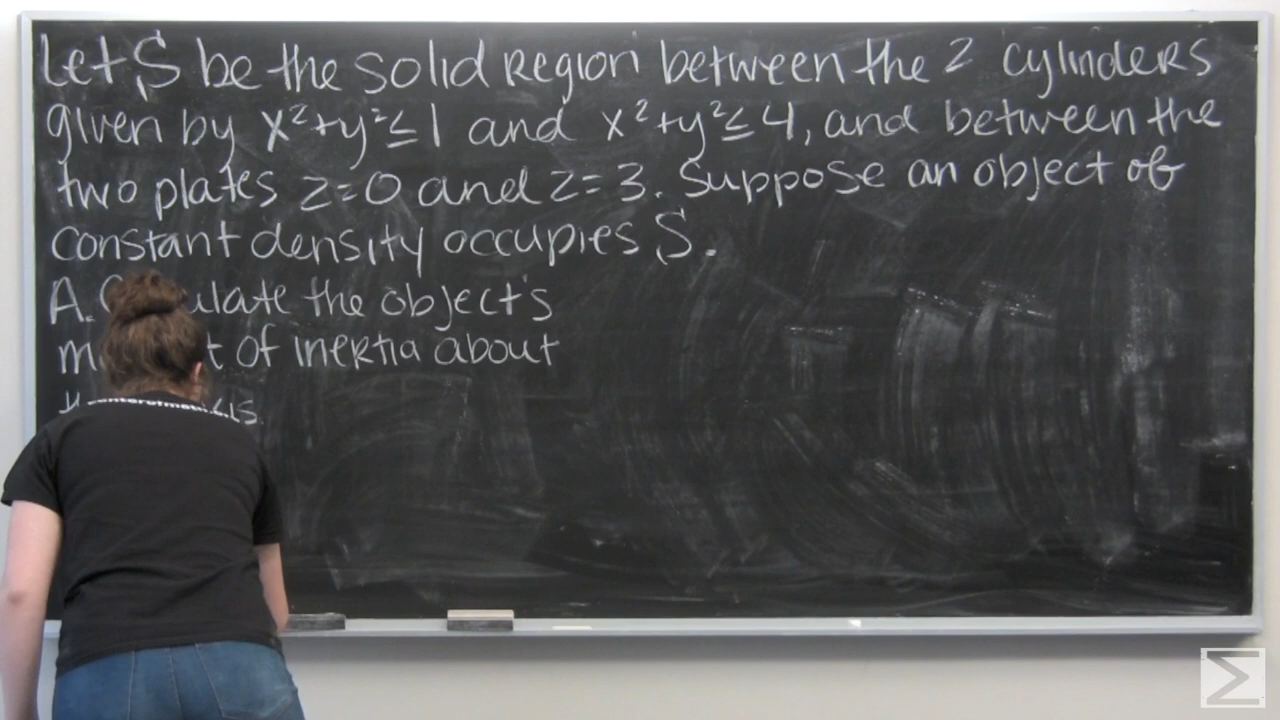 Let S be the solid region between the 2 cylinders
given by x²+y²≤1 and x²+y²≤4, and between the
two plates z=0 and z=3. Suppose an object of
constant density occupies S.
A. the object's
of inertia about